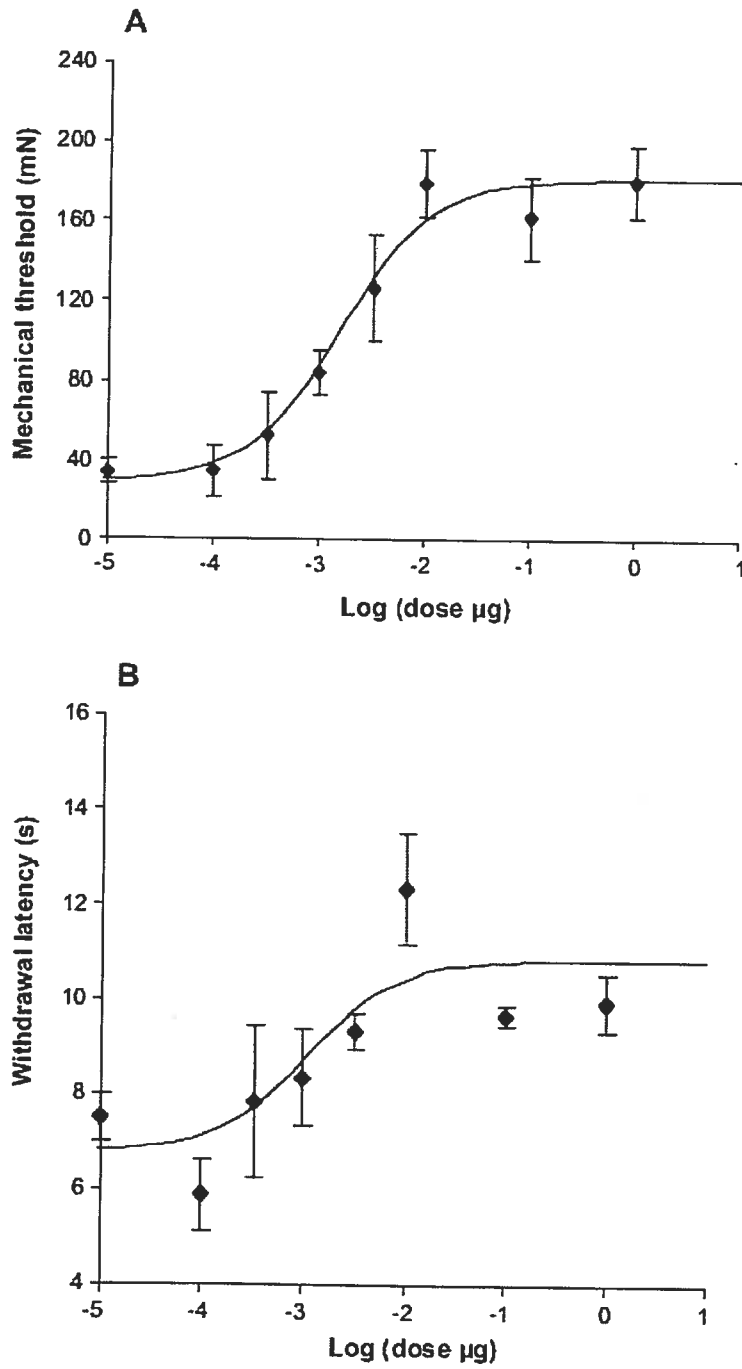 A
240
200
160
120
80
40
0
Mechanical threshold (mN)
-5 -4 -3 -2 -1 0 1
Log (dose µg)
B
16
14
12
10
8
6
4
Withdrawal latency (s)
-5 -4 -3 -2 -1 0 1
Log (dose µg)